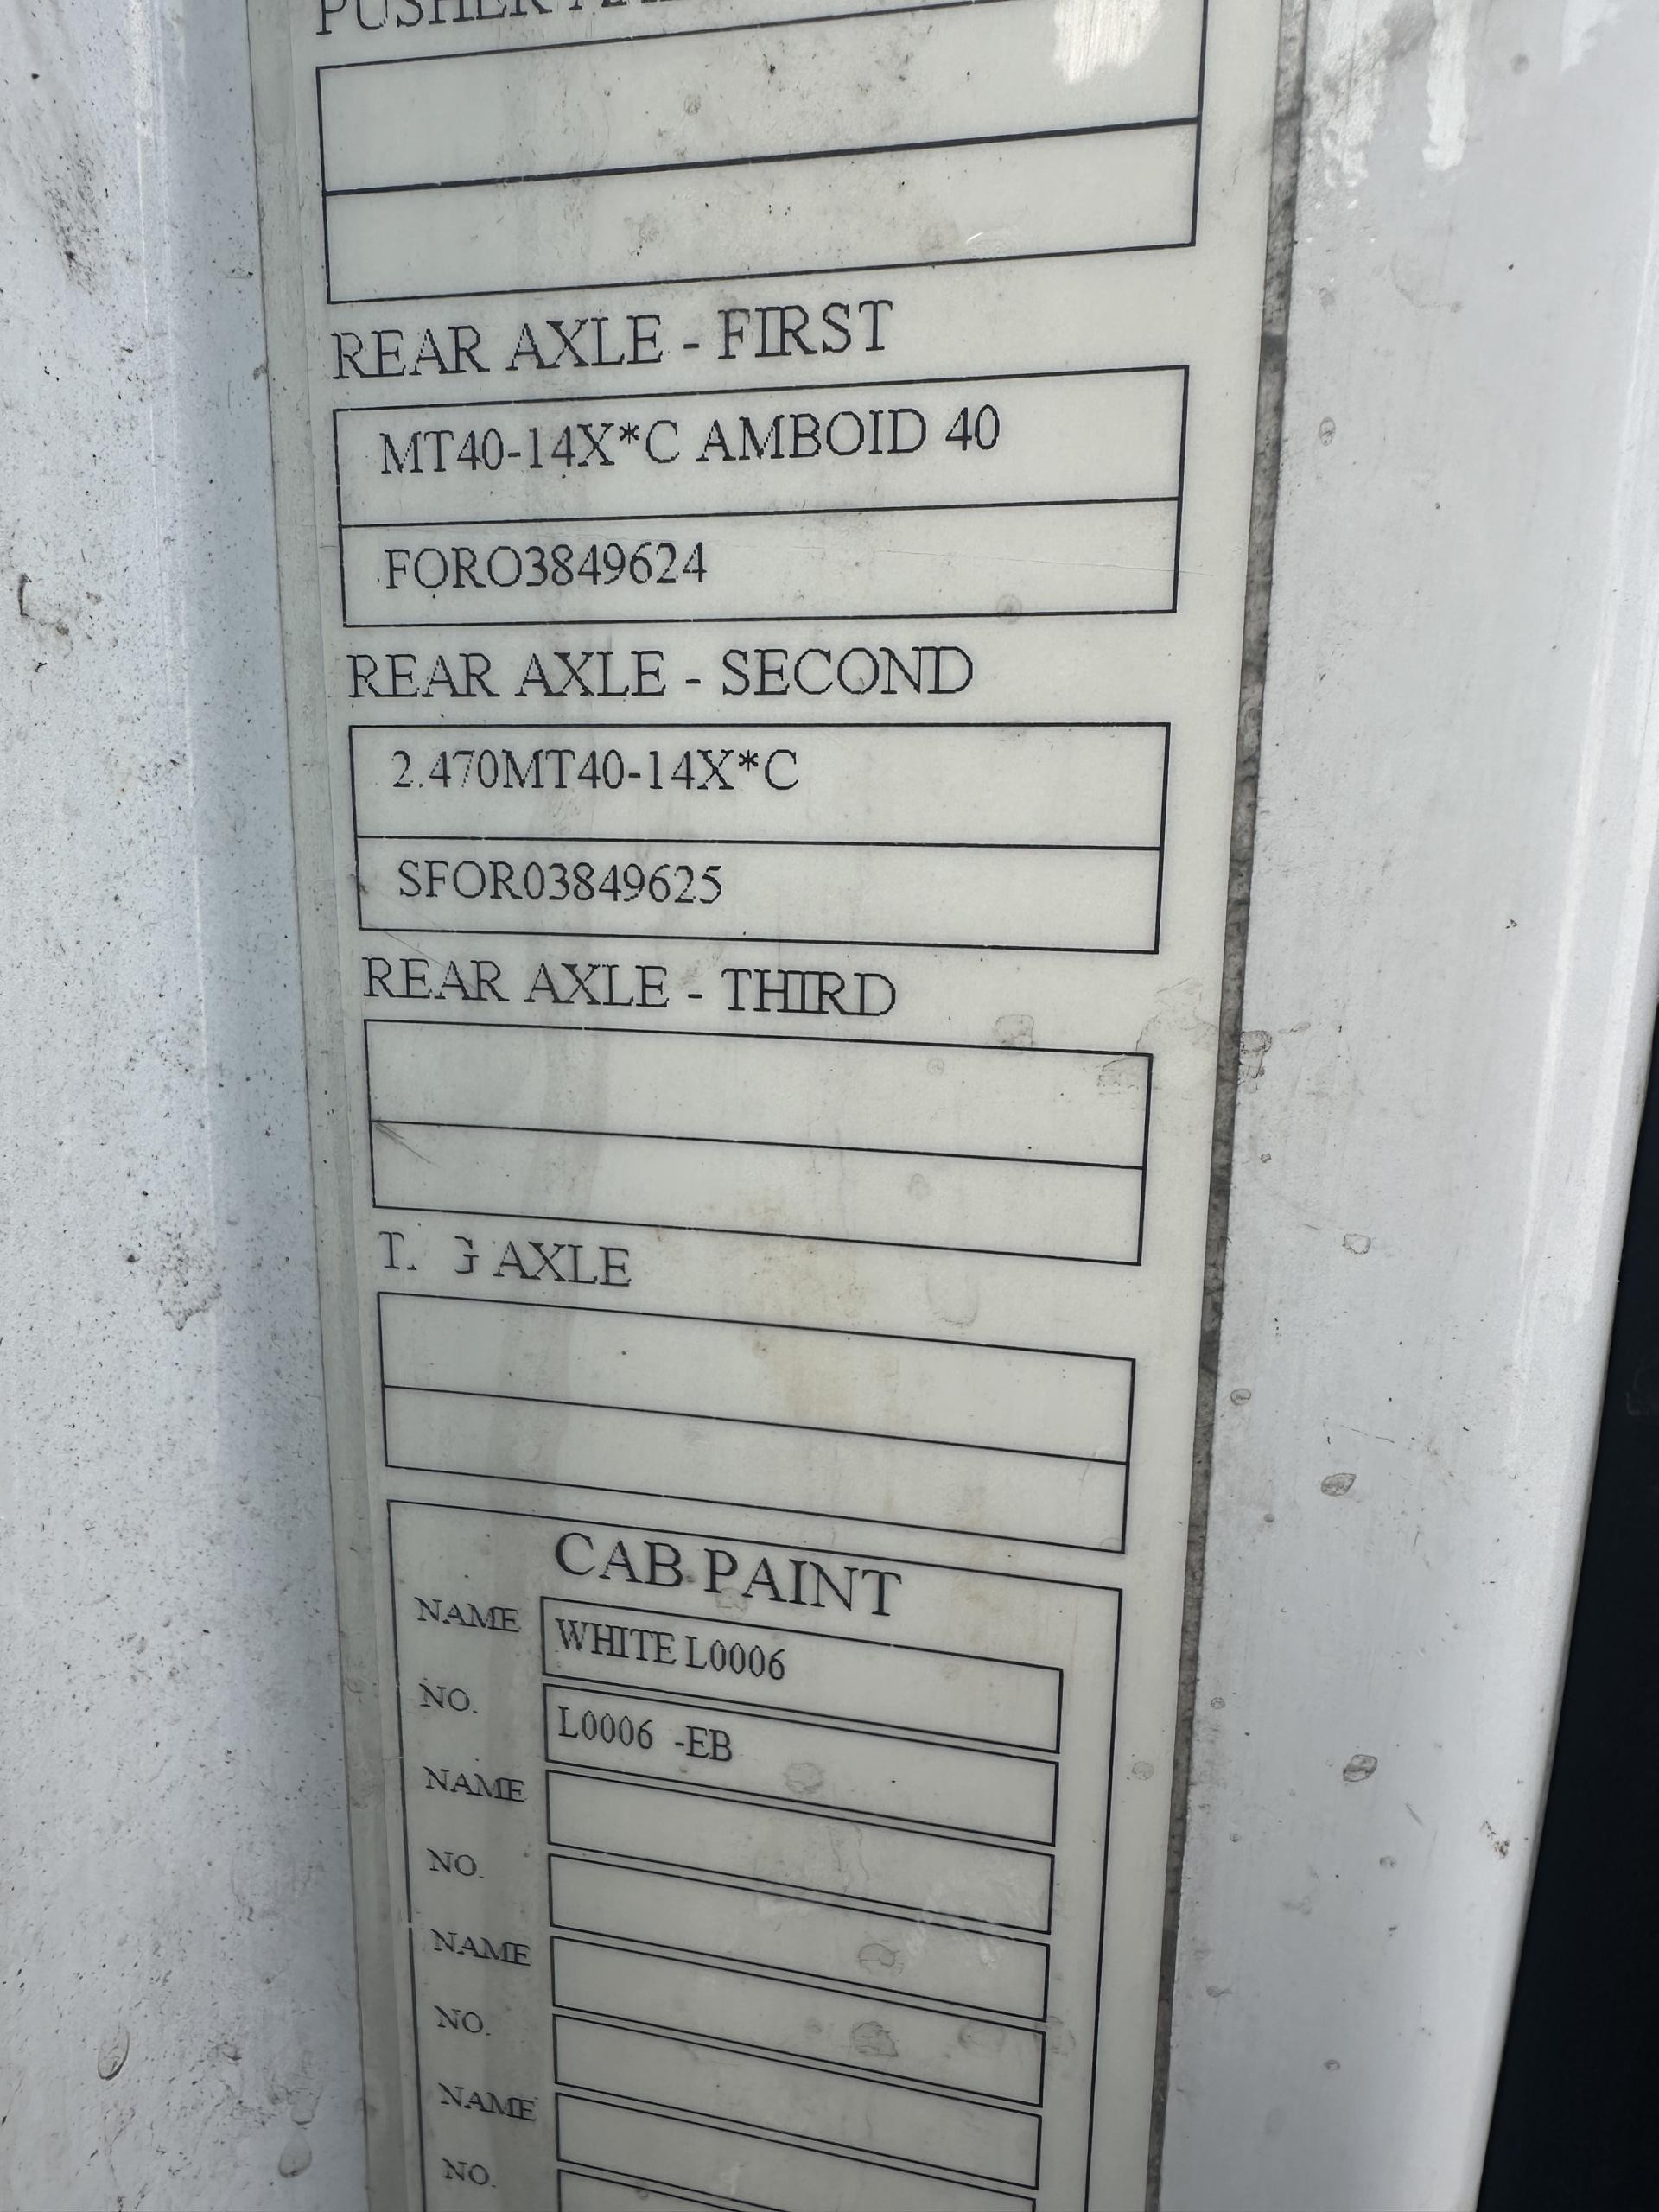 PUSHER
REAR AXLE - FIRST
MT40-14X*C AMBOID 40
FORO3849624
REAR AXLE - SECOND
2.470MT40-14X*C
SFOR03849625
REAR AXLE - THIRD
T. G AXLE
CAB PAINT
NAME WHITE L0006
NO. L0006 -EB
NAME
NO.
NAME
NO.
NAME
NO.